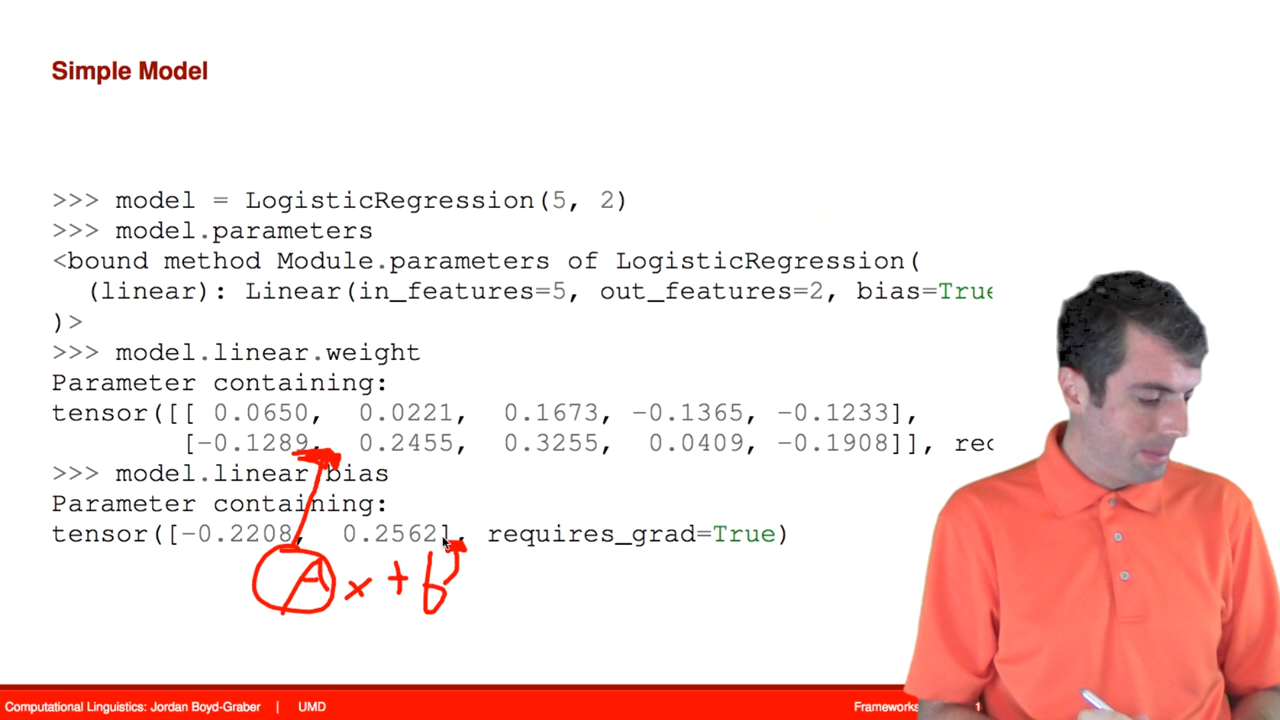 Simple Model
>>> model = LogisticRegression(5, 2)
>>> model.parameters
<bound method Module.parameters of LogisticRegression(
  (linear): Linear(in_features=5, out_features=2, bias=True
)>
>>> model.linear.weight
Parameter containing:
tensor([[ 0.0650, 0.0221, 0.1673, -0.1365, -0.1233],
[-0.1289, 0.2455, 0.3255, 0.0409, -0.1908]], rec
>>> model.linear.bias
Parameter containing:
tensor([-0.2208, 0.2562], requires_grad=True)
A x + b
Computational Linguistics: Jordan Boyd-Graber | UMD Frameworks 1